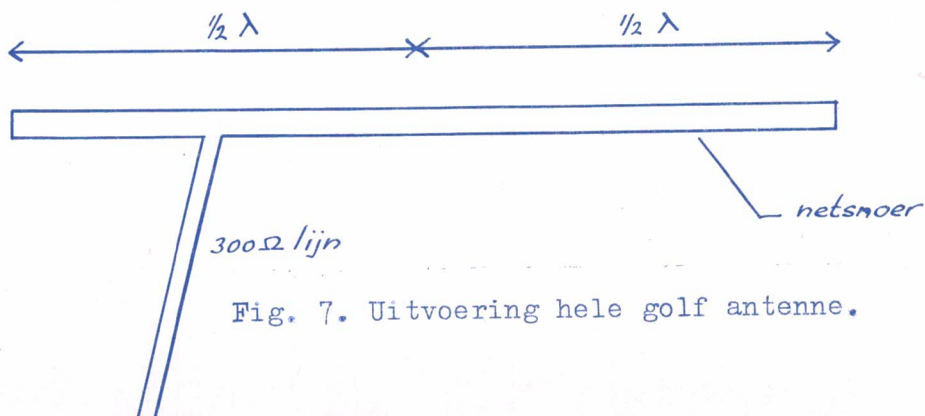 ½ λ
½ λ
netsnoer
300Ω lijn
Fig. 7. Uitvoering hele golf antenne.